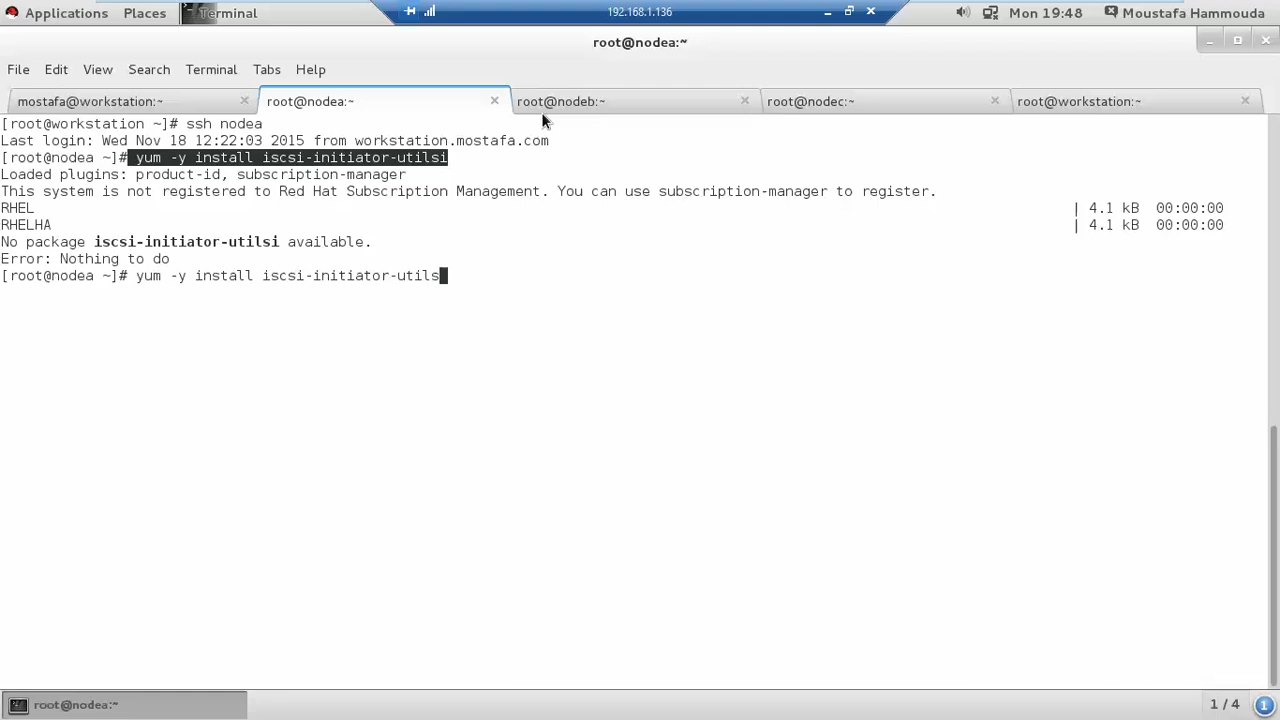 Applications Places Terminal 192.168.1.136 Mon 19:48 Moustafa Hammouda
root@nodea:~
File Edit View Search Terminal Tabs Help
mostafa@workstation:~ root@nodea:~ root@nodeb:~ root@nodec:~ root@workstation:~
[root@workstation ~]# ssh nodea
Last login: Wed Nov 18 12:22:03 2015 from workstation.mostafa.com
[root@nodea ~]# yum -y install iscsi-initiator-utilsi
Loaded plugins: product-id, subscription-manager
This system is not registered to Red Hat Subscription Management. You can use subscription-manager to register.
RHEL | 4.1 kB 00:00:00
RHELHA | 4.1 kB 00:00:00
No package iscsi-initiator-utilsi available.
Error: Nothing to do
[root@nodea ~]# yum -y install iscsi-initiator-utils
root@nodea:~ 1 / 4 1